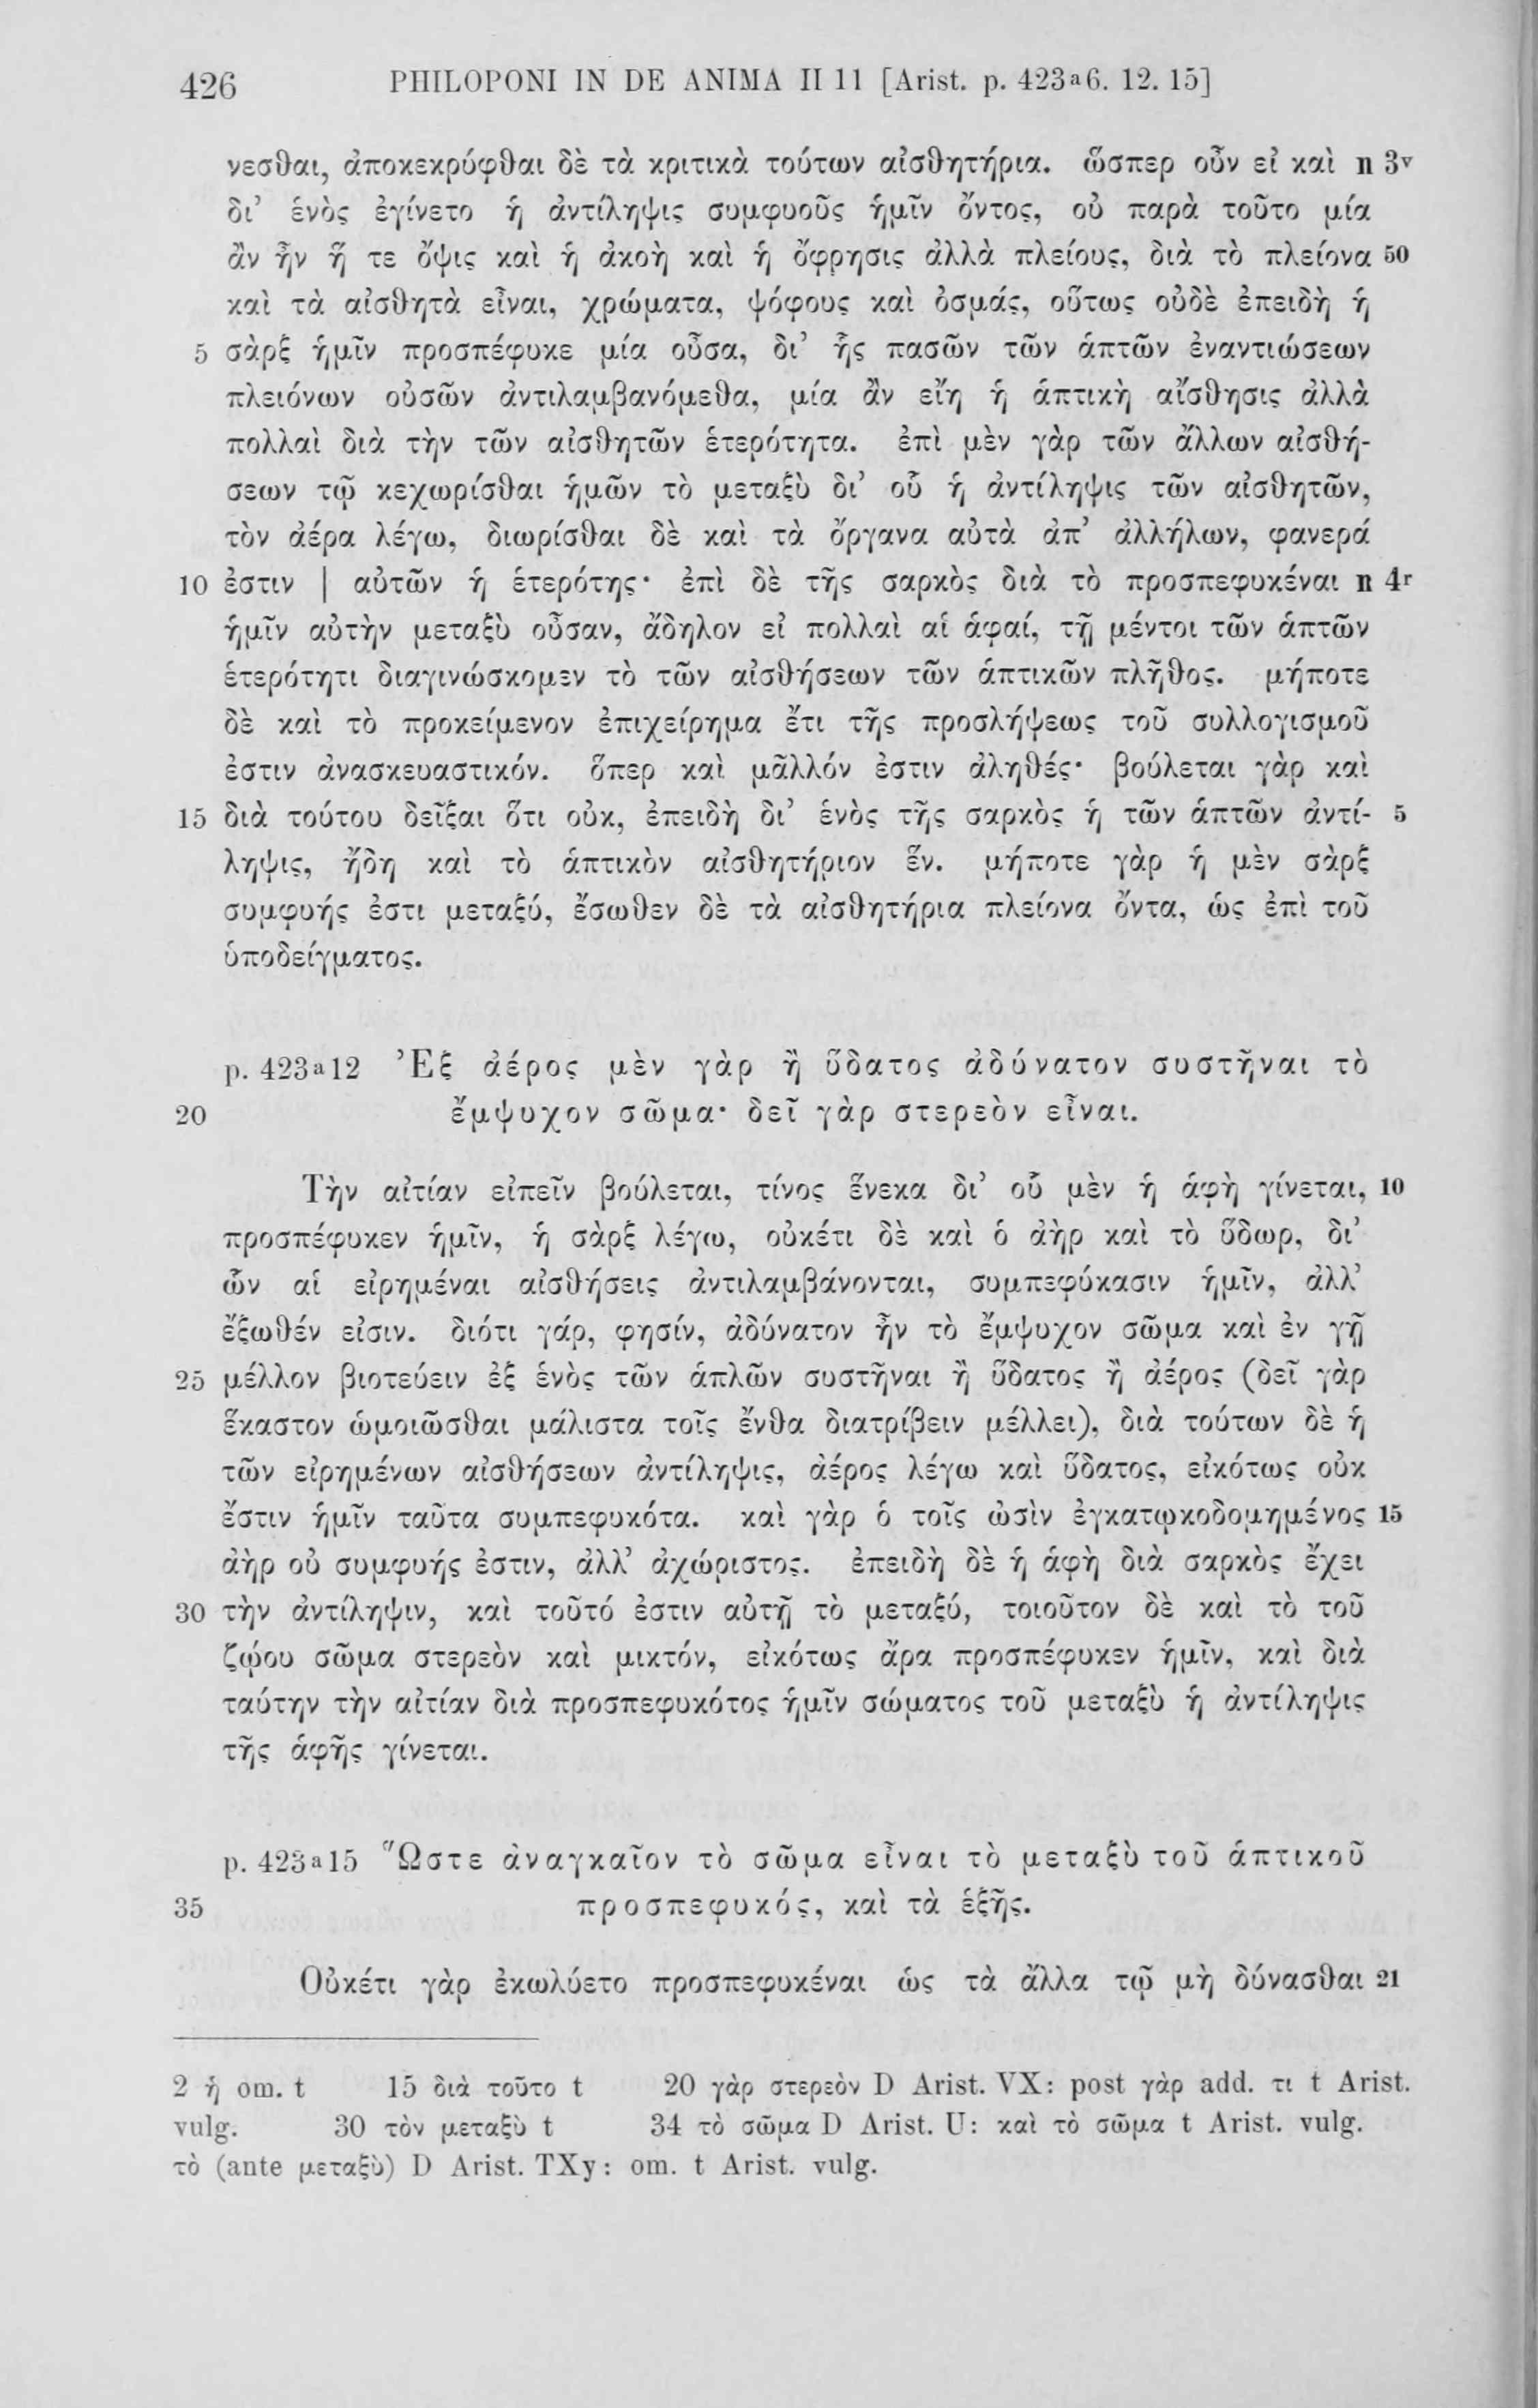 426 PHILOPONI IN DE ANIMA II 11 [Arist. p. 423ᵃ6. 12. 15]
νεσθαι, ἀποκεκρύφθαι δὲ τὰ κριτικὰ τούτων αἰσθητήρια. ὥσπερ οὖν εἰ καὶ n 3ᵛ
δι’ ἑνὸς ἐγίνετο ἡ ἀντίληψις συμφυοῦς ἡμῖν ὄντος, οὐ παρὰ τοῦτο μία
ἂν ἦν ἥ τε ὄψις καὶ ἡ ἀκοὴ καὶ ἡ ὄφρησις ἀλλὰ πλείους, διὰ τὸ πλείονα 50
καὶ τὰ αἰσθητὰ εἶναι, χρώματα, ψόφους καὶ ὀσμάς, οὕτως οὐδὲ ἐπειδὴ ἡ
5 σὰρξ ἡμῖν προσπέφυκε μία οὖσα, δι’ ἧς πασῶν τῶν ἁπτῶν ἐναντιώσεων
πλειόνων οὐσῶν ἀντιλαμβανόμεθα, μία ἂν εἴη ἡ ἁπτικὴ αἴσθησις ἀλλὰ
πολλαὶ διὰ τὴν τῶν αἰσθητῶν ἑτερότητα. ἐπὶ μὲν γὰρ τῶν ἄλλων αἰσθή-
σεων τῷ κεχωρίσθαι ἡμῶν τὸ μεταξὺ δι’ οὗ ἡ ἀντίληψις τῶν αἰσθητῶν,
τὸν ἀέρα λέγω, διωρίσθαι δὲ καὶ τὰ ὄργανα αὐτὰ ἀπ’ ἀλλήλων, φανερά
10 ἐστιν | αὐτῶν ἡ ἑτερότης· ἐπὶ δὲ τῆς σαρκὸς διὰ τὸ προσπεφυκέναι n 4ʳ
ἡμῖν αὐτὴν μεταξὺ οὖσαν, ἄδηλον εἰ πολλαὶ αἱ ἁφαί, τῇ μέντοι τῶν ἁπτῶν
ἑτερότητι διαγινώσκομεν τὸ τῶν αἰσθήσεων τῶν ἁπτικῶν πλῆθος. μήποτε
δὲ καὶ τὸ προκείμενον ἐπιχείρημα ἔτι τῆς προσλήψεως τοῦ συλλογισμοῦ
ἐστιν ἀνασκευαστικόν. ὅπερ καὶ μᾶλλόν ἐστιν ἀληθές· βούλεται γὰρ καὶ
15 διὰ τούτου δεῖξαι ὅτι οὐκ, ἐπειδὴ δι’ ἑνὸς τῆς σαρκὸς ἡ τῶν ἁπτῶν ἀντί- 5
ληψις, ἤδη καὶ τὸ ἁπτικὸν αἰσθητήριον ἕν. μήποτε γὰρ ἡ μὲν σὰρξ
συμφυής ἐστι μεταξύ, ἔσωθεν δὲ τὰ αἰσθητήρια πλείονα ὄντα, ὡς ἐπὶ τοῦ
ὑποδείγματος.
p. 423ᵃ12 Ἐξ ἀέρος μὲν γὰρ ἢ ὕδατος ἀδύνατον συστῆναι τὸ
20 ἔμψυχον σῶμα· δεῖ γὰρ στερεὸν εἶναι.
Τὴν αἰτίαν εἰπεῖν βούλεται, τίνος ἕνεκα δι’ οὗ μὲν ἡ ἁφὴ γίνεται, 10
προσπέφυκεν ἡμῖν, ἡ σὰρξ λέγω, οὐκέτι δὲ καὶ ὁ ἀὴρ καὶ τὸ ὕδωρ, δι’
ὧν αἱ εἰρημέναι αἰσθήσεις ἀντιλαμβάνονται, συμπεφύκασιν ἡμῖν, ἀλλ’
ἔξωθέν εἰσιν. διότι γάρ, φησίν, ἀδύνατον ἦν τὸ ἔμψυχον σῶμα καὶ ἐν γῇ
25 μέλλον βιοτεύειν ἐξ ἑνὸς τῶν ἁπλῶν συστῆναι ἢ ὕδατος ἢ ἀέρος (δεῖ γὰρ
ἕκαστον ὡμοιῶσθαι μάλιστα τοῖς ἔνθα διατρίβειν μέλλει), διὰ τούτων δὲ ἡ
τῶν εἰρημένων αἰσθήσεων ἀντίληψις, ἀέρος λέγω καὶ ὕδατος, εἰκότως οὐκ
ἔστιν ἡμῖν ταῦτα συμπεφυκότα. καὶ γὰρ ὁ τοῖς ὠσὶν ἐγκατῳκοδομημένος 15
ἀὴρ οὐ συμφυής ἐστιν, ἀλλ’ ἀχώριστος. ἐπειδὴ δὲ ἡ ἁφὴ διὰ σαρκὸς ἔχει
30 τὴν ἀντίληψιν, καὶ τοῦτό ἐστιν αὐτῇ τὸ μεταξύ, τοιοῦτον δὲ καὶ τὸ τοῦ
ζῴου σῶμα στερεὸν καὶ μικτόν, εἰκότως ἄρα προσπέφυκεν ἡμῖν, καὶ διὰ
ταύτην τὴν αἰτίαν διὰ προσπεφυκότος ἡμῖν σώματος τοῦ μεταξὺ ἡ ἀντίληψις
τῆς ἁφῆς γίνεται.
p. 423ᵃ15 Ὥστε ἀναγκαῖον τὸ σῶμα εἶναι τὸ μεταξὺ τοῦ ἁπτικοῦ
35 προσπεφυκός, καὶ τὰ ἑξῆς.
Οὐκέτι γὰρ ἐκωλύετο προσπεφυκέναι ὡς τὰ ἄλλα τῷ μὴ δύνασθαι 21
2 ἡ om. t 15 διὰ τοῦτο t 20 γὰρ στερεὸν D Arist. VX: post γὰρ add. τι t Arist.
vulg. 30 τὸν μεταξὺ t 34 τὸ σῶμα D Arist. U: καὶ τὸ σῶμα t Arist. vulg.
τὸ (ante μεταξὺ) D Arist. TXy: om. t Arist. vulg.